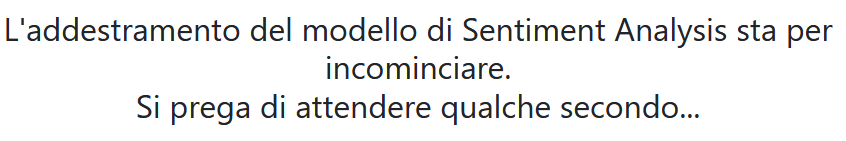 L'addestramento del modello di Sentiment Analysis sta per
incominciare.
Si prega di attendere qualche secondo...